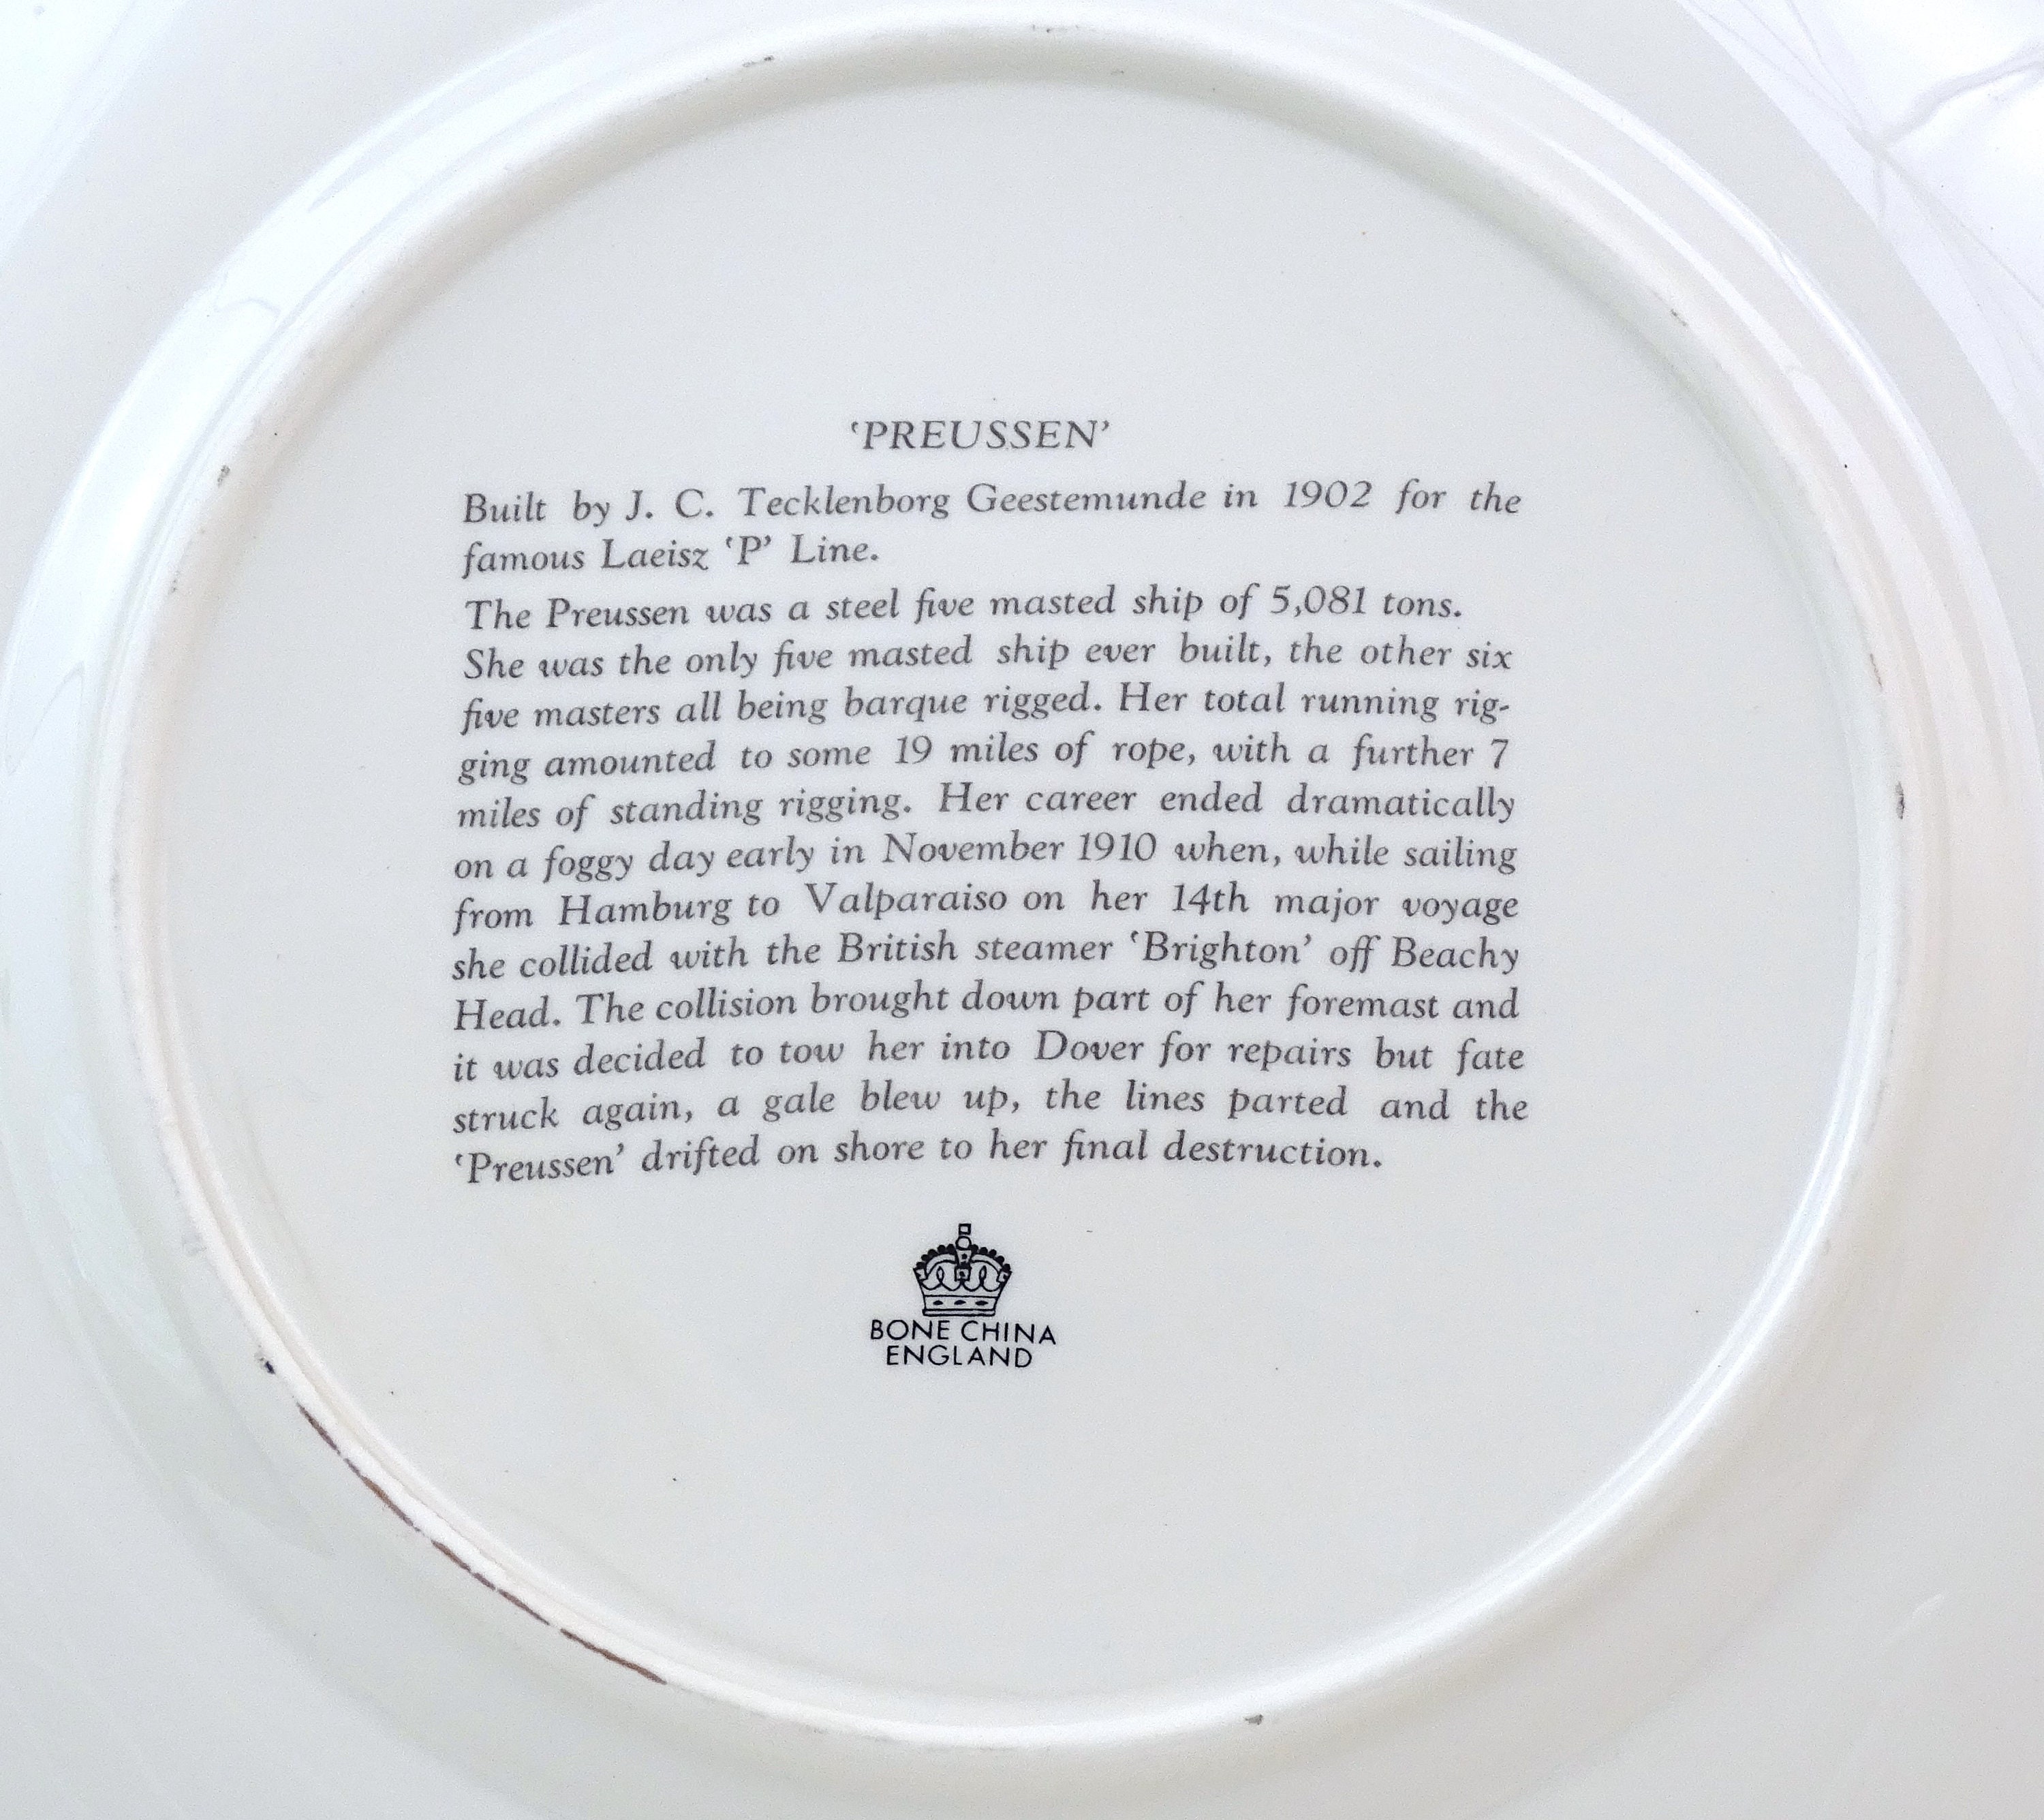 ‘PREUSSEN’
Built by J. C. Tecklenborg Geestemunde in 1902 for the
famous Laeisz ‘P’ Line.
The Preussen was a steel five masted ship of 5,081 tons.
She was the only five masted ship ever built, the other six
five masters all being barque rigged. Her total running rig-
ging amounted to some 19 miles of rope, with a further 7
miles of standing rigging. Her career ended dramatically
on a foggy day early in November 1910 when, while sailing
from Hamburg to Valparaiso on her 14th major voyage
she collided with the British steamer ‘Brighton’ off Beachy
Head. The collision brought down part of her foremast and
it was decided to tow her into Dover for repairs but fate
struck again, a gale blew up, the lines parted and the
‘Preussen’ drifted on shore to her final destruction.
BONE CHINA
ENGLAND